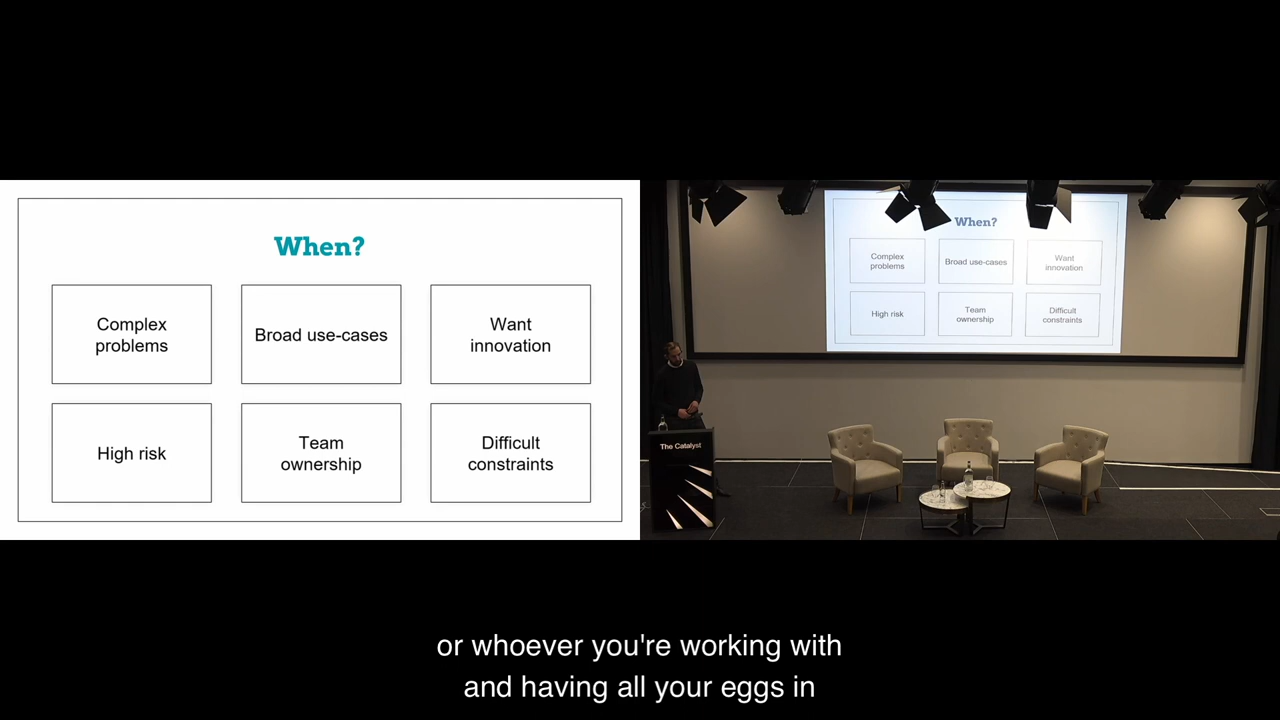 When?
Complex
problems
Broad use-cases
Want
innovation
High risk
Team
ownership
Difficult
constraints
When?
Complex
problems
Broad use-cases
Want
innovation
High risk
Team
ownership
Difficult
constraints
The Catalyst
or whoever you're working with
and having all your eggs in